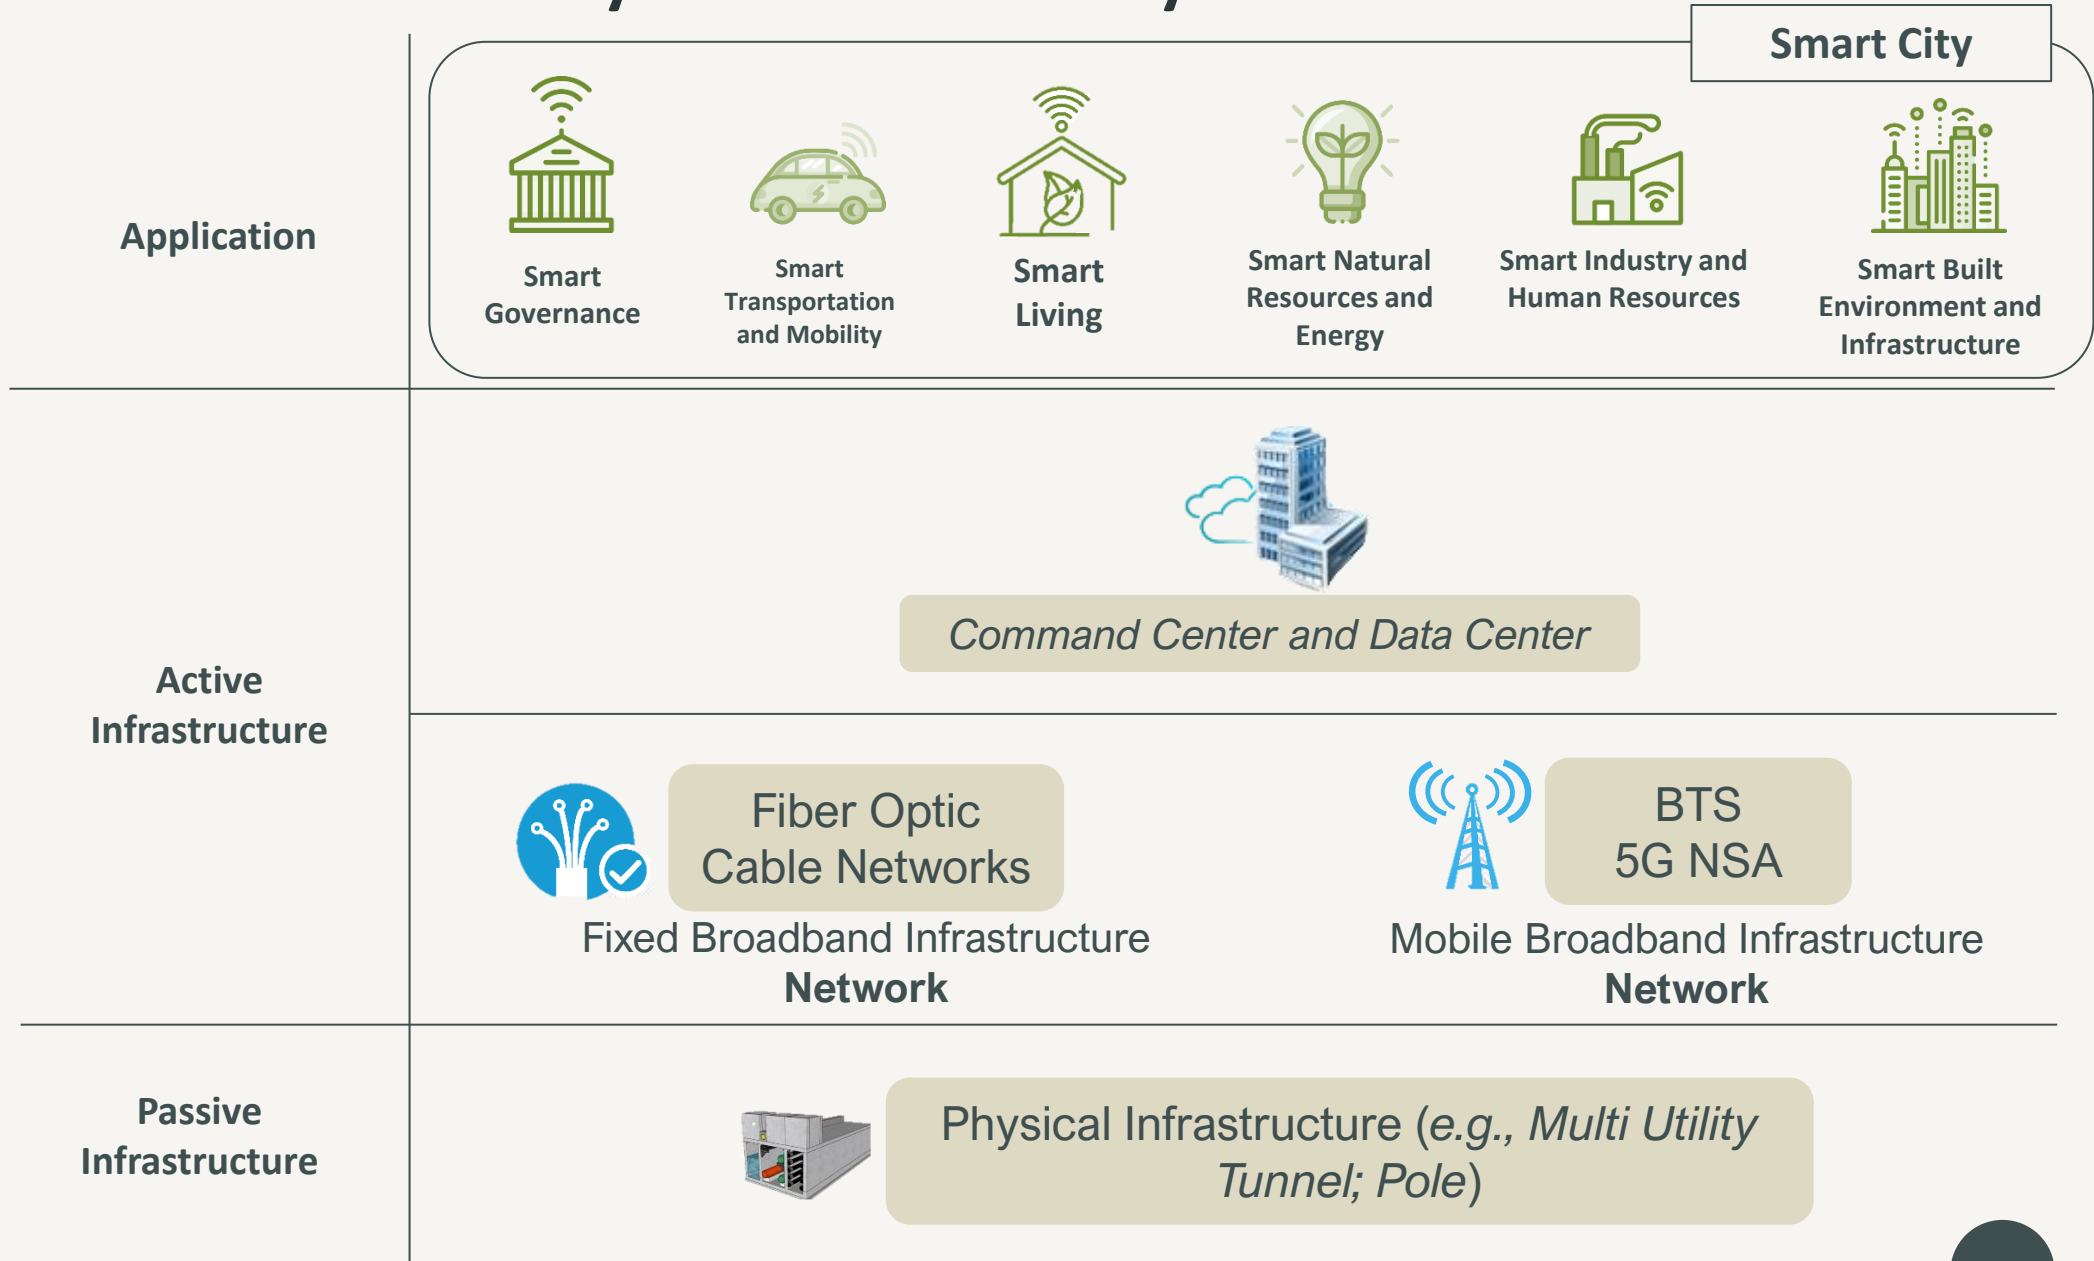 Smart City
Application
Smart
Governance
Smart
Transportation
and Mobility
Smart
Living
Smart Natural
Resources and
Energy
Smart Industry and
Human Resources
Smart Built
Environment and
Infrastructure
Active
Infrastructure
Command Center and Data Center
Fiber Optic
Cable Networks
Fixed Broadband Infrastructure
Network
BTS
5G NSA
Mobile Broadband Infrastructure
Network
Passive
Infrastructure
Physical Infrastructure (e.g., Multi Utility
Tunnel; Pole)